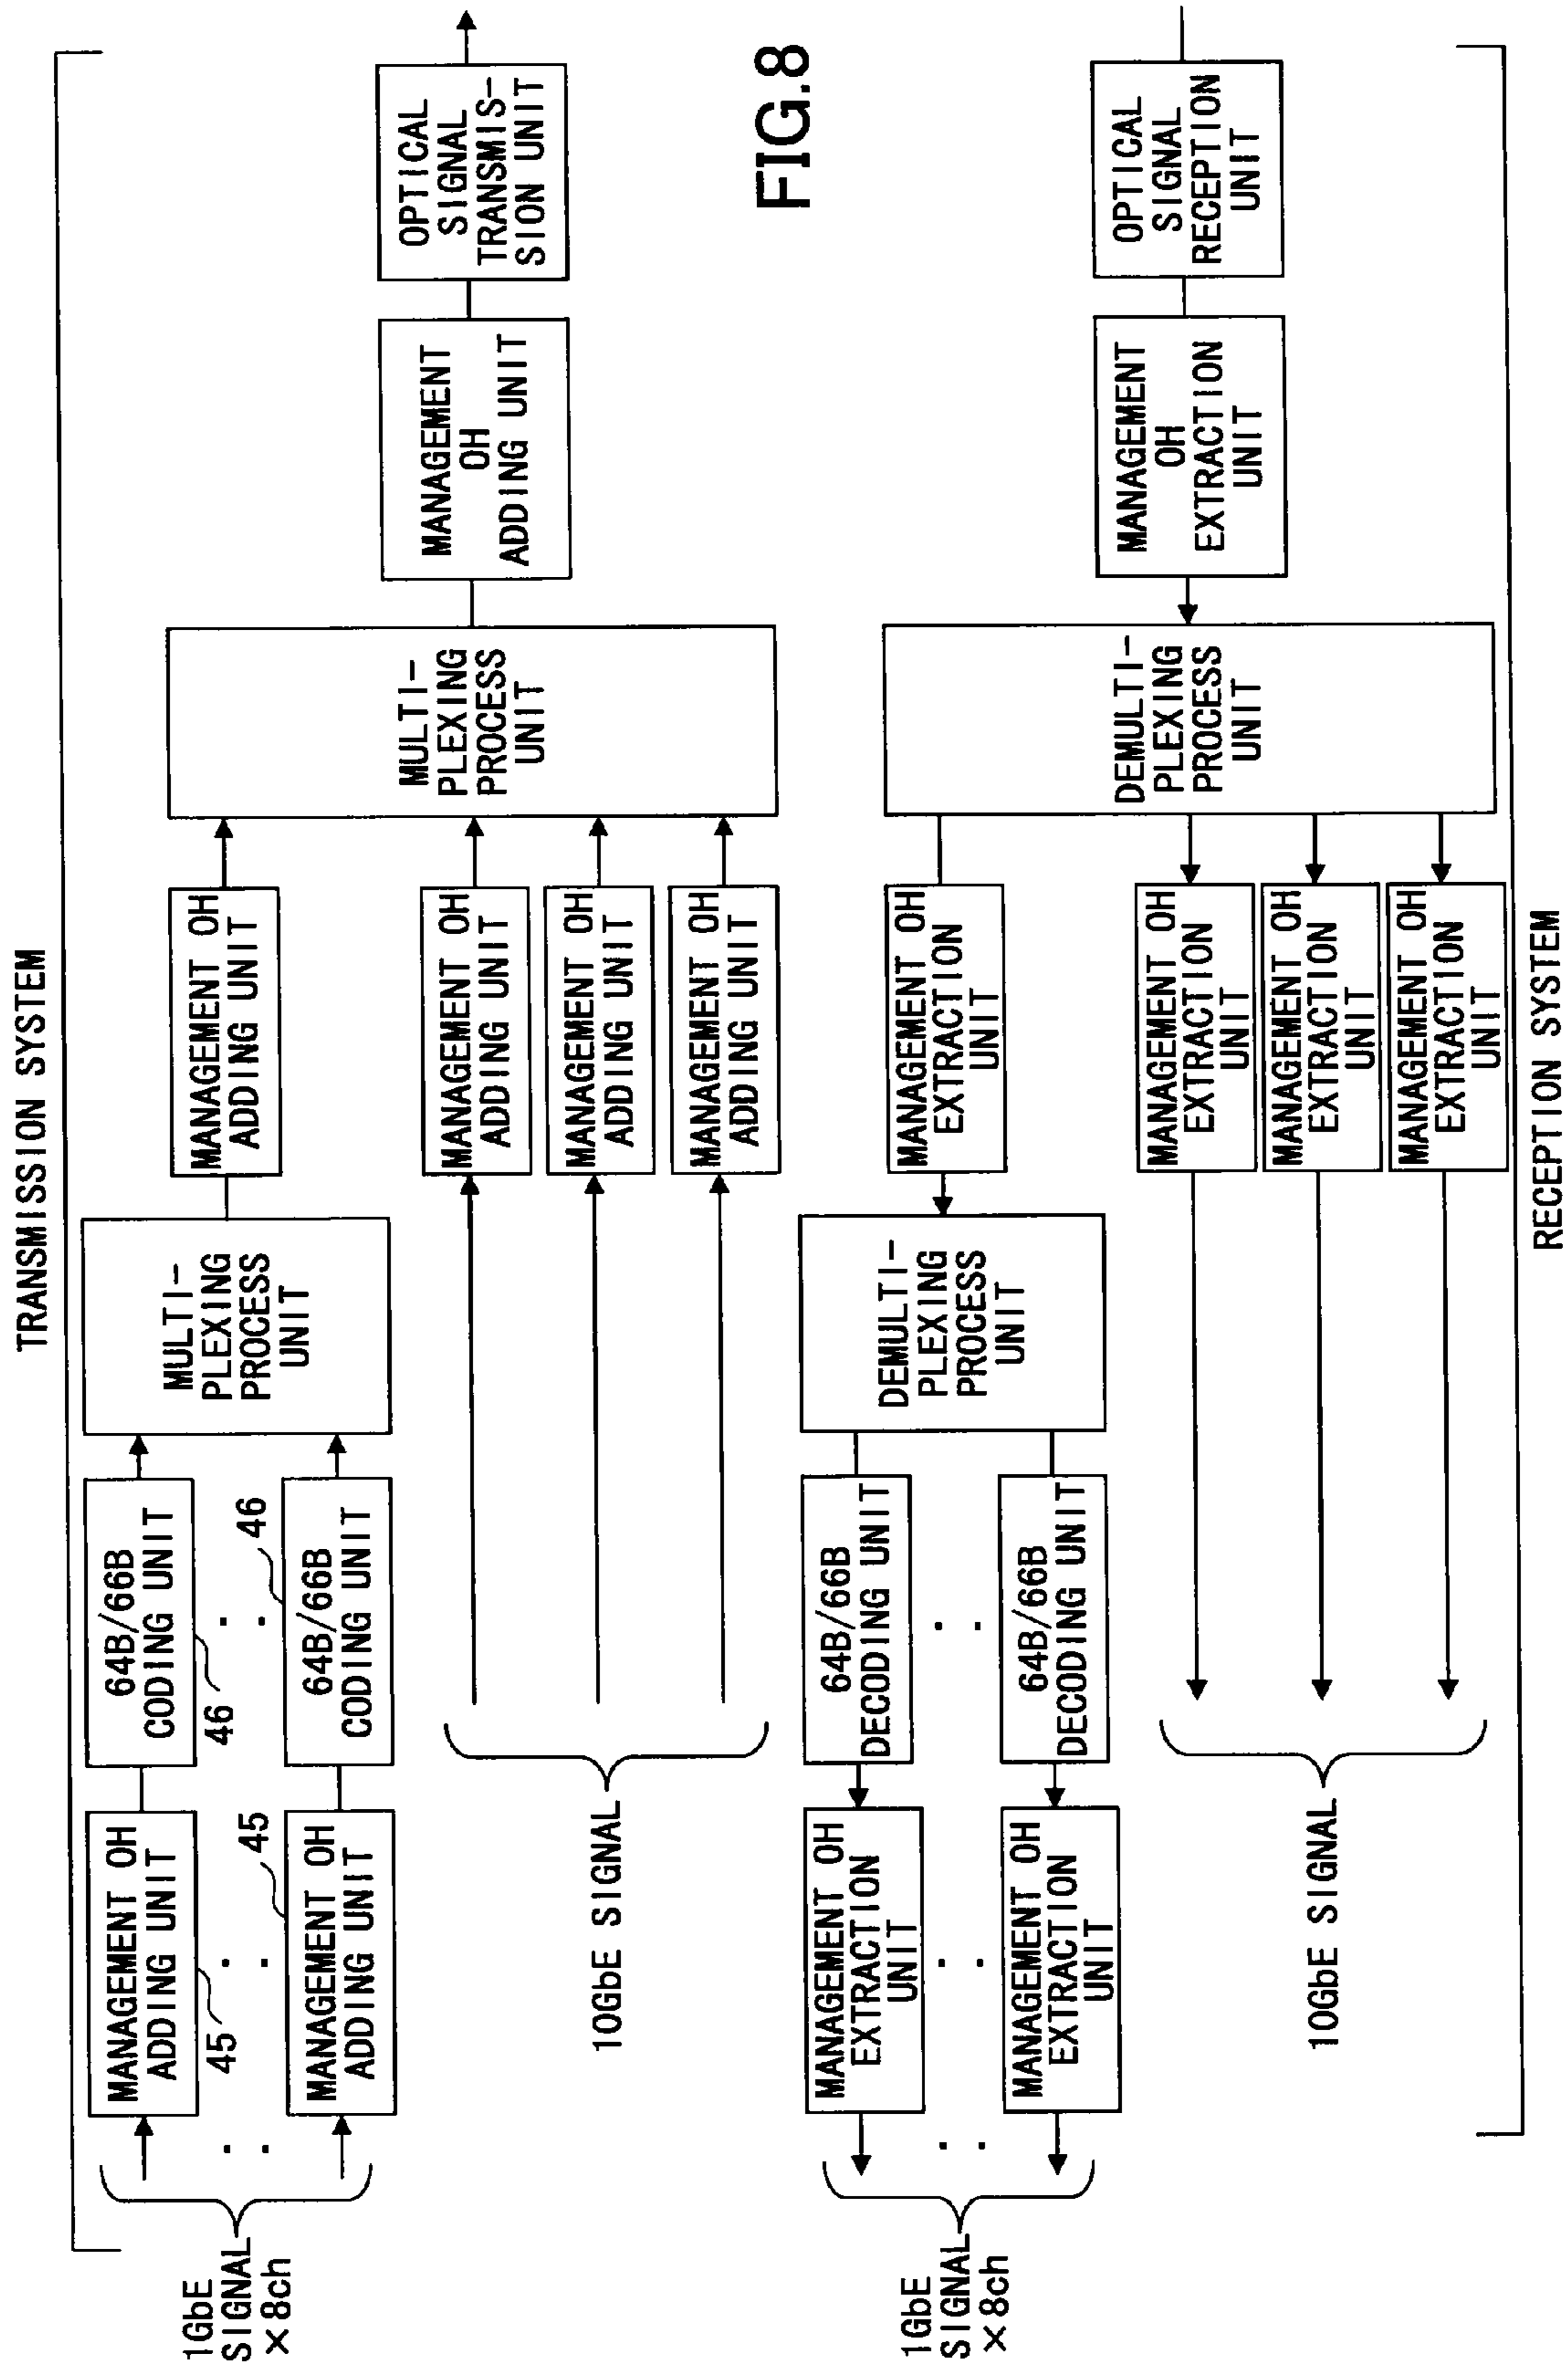 TRANSMISSION SYSTEM
1GbE
SIGNAL
×8ch
MANAGEMENT OH
ADDING UNIT
45
MANAGEMENT OH
ADDING UNIT
45
64B/66B
CODING UNIT
46
64B/66B
CODING UNIT
46
MULTI-
PLEXING
PROCESS
UNIT
MANAGEMENT OH
ADDING UNIT
10GbE SIGNAL
MANAGEMENT OH
ADDING UNIT
MANAGEMENT OH
ADDING UNIT
MANAGEMENT OH
ADDING UNIT
MULTI-
PLEXING
PROCESS
UNIT
MANAGEMENT
OH
ADDING UNIT
OPTICAL
SIGNAL
TRANSMIS-
SION UNIT
FIG.8
1GbE
SIGNAL
×8ch
MANAGEMENT OH
EXTRACTION
UNIT
MANAGEMENT OH
EXTRACTION
UNIT
64B/66B
DECODING UNIT
64B/66B
DECODING UNIT
DEMULTI-
PLEXING
PROCESS
UNIT
MANAGEMENT OH
EXTRACTION
UNIT
10GbE SIGNAL
MANAGEMENT OH
EXTRACTION
UNIT
MANAGEMENT OH
EXTRACTION
UNIT
MANAGEMENT OH
EXTRACTION
UNIT
DEMULTI-
PLEXING
PROCESS
UNIT
MANAGEMENT
OH
EXTRACTION
UNIT
OPTICAL
SIGNAL
RECEPTION
UNIT
RECEPTION SYSTEM